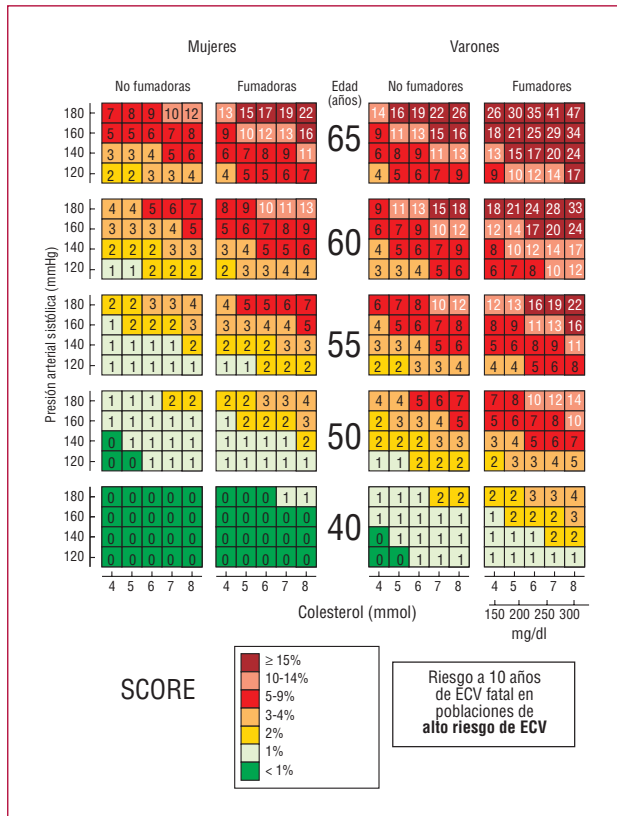 Mujeres Varones
No fumadoras Fumadoras Edad (años) No fumadores Fumadores
Presión arterial sistólica (mmHg)
65
180 7 8 9 10 12 13 15 17 19 22 14 16 19 22 26 26 30 35 41 47
160 5 5 6 7 8 9 10 12 13 16 9 11 13 15 16 18 21 25 29 34
140 3 3 4 5 6 6 7 8 9 11 6 8 9 11 13 13 15 17 20 24
120 2 2 3 3 4 4 5 5 6 7 4 5 6 7 9 9 10 12 14 17
60
180 4 4 5 6 7 8 9 10 11 13 9 11 13 15 18 18 21 24 28 33
160 3 3 3 4 5 5 6 7 8 9 6 7 9 10 12 12 14 17 20 24
140 2 2 2 3 3 3 4 5 5 6 4 5 6 7 9 8 10 12 14 17
120 1 1 2 2 2 2 3 3 4 4 3 3 4 5 6 6 7 8 10 12
55
180 2 2 3 3 4 4 5 5 6 7 6 7 8 10 12 12 13 16 19 22
160 1 2 2 2 3 3 3 4 4 5 4 5 6 7 8 8 9 11 13 16
140 1 1 1 1 2 2 2 2 3 3 3 3 4 5 6 5 6 8 9 11
120 1 1 1 1 1 1 1 2 2 2 2 2 3 3 4 4 4 5 6 8
50
180 1 1 1 2 2 2 2 3 3 4 4 4 5 6 7 7 8 10 12 14
160 1 1 1 1 1 1 2 2 2 3 2 3 3 4 5 5 6 7 8 10
140 0 1 1 1 1 1 1 1 1 2 2 2 2 3 3 3 4 5 6 7
120 0 0 1 1 1 1 1 1 1 1 1 1 2 2 2 2 3 3 4 5
40
180 0 0 0 0 0 0 0 0 1 1 1 1 1 2 2 2 2 3 3 4
160 0 0 0 0 0 0 0 0 0 0 1 1 1 1 1 1 2 2 2 3
140 0 0 0 0 0 0 0 0 0 0 0 1 1 1 1 1 1 1 2 2
120 0 0 0 0 0 0 0 0 0 0 0 0 1 1 1 1 1 1 1 1
4 5 6 7 8 4 5 6 7 8 4 5 6 7 8 4 5 6 7 8
Colesterol (mmol)
150 200 250 300
mg/dl
SCORE
≥ 15%
10-14%
5-9%
3-4%
2%
1%
< 1%
Riesgo a 10 años
de ECV fatal en
poblaciones de
alto riesgo de ECV